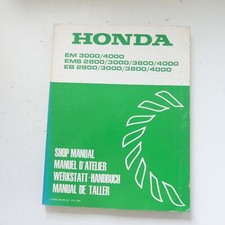 HONDA
EM 3000/4000
EMS 2800/3000/3800/4000
EB 2800/3000/3800/4000
SHOP MANUAL
MANUEL D'ATELIER
WERKSTATT-HANDBUCH
MANUAL DE TALLER